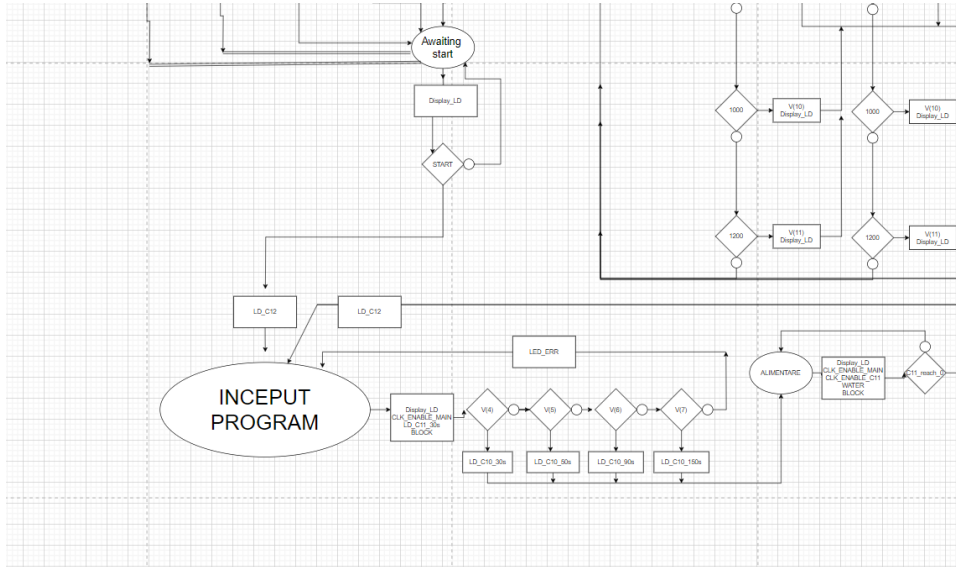 Awaiting
start
Display_LD
START
1000
V(10)
Display_LD
1000
V(10)
Display_LD
1200
V(11)
Display_LD
1200
V(11)
Display_LD
LD_C12
LD_C12
LED_ERR
INCEPUT
PROGRAM
Display_LD
CLK_ENABLE_MAIN
LD_C11_30s
BLOCK
V(4)
V(5)
V(6)
V(7)
LD_C10_30s
LD_C10_50s
LD_C10_90s
LD_C10_150s
ALIMENTARE
Display_LD
CLK_ENABLE_MAIN
CLK_ENABLE_C11
WATER
BLOCK
C11_reach_0